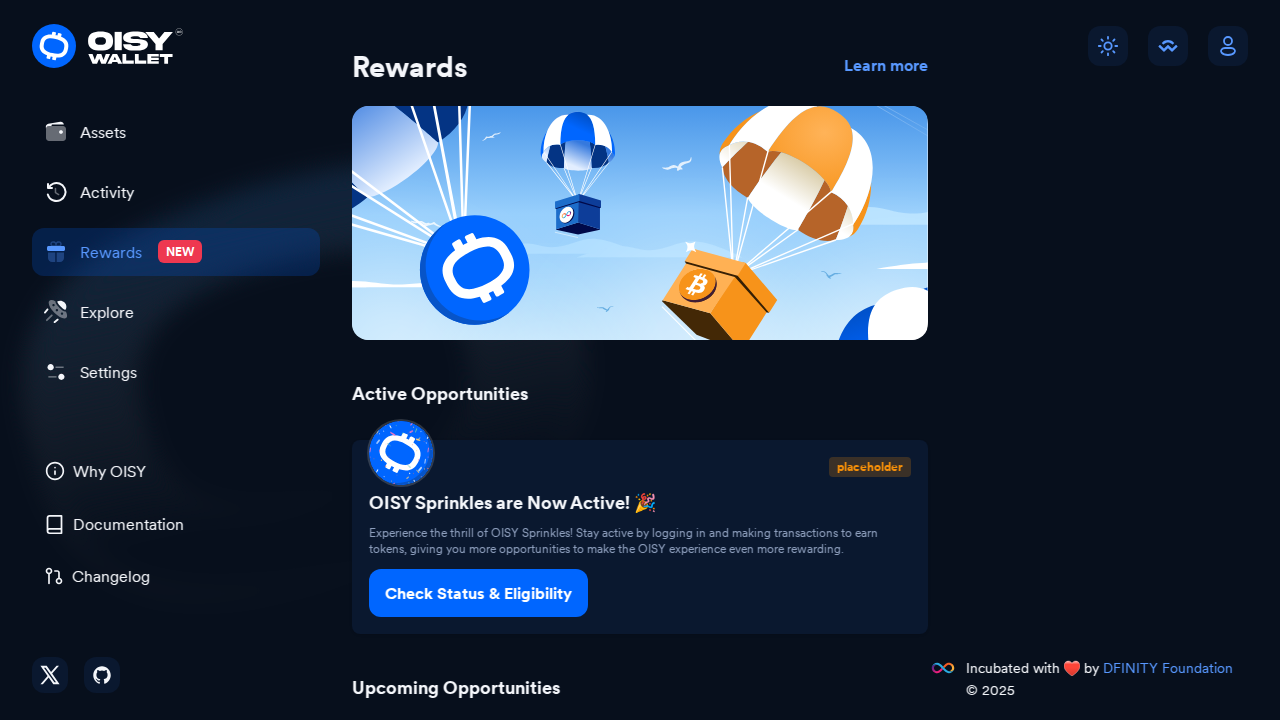 OISY
WALLET
Rewards
Learn more
Assets
Activity
Rewards NEW
Explore
Settings
Active Opportunities
placeholder
OISY Sprinkles are Now Active! 🎉
Experience the thrill of OISY Sprinkles! Stay active by logging in and making transactions to earn
tokens, giving you more opportunities to make the OISY experience even more rewarding.
Check Status & Eligibility
Why OISY
Documentation
Changelog
Upcoming Opportunities
Incubated with ❤️ by DFINITY Foundation
© 2025